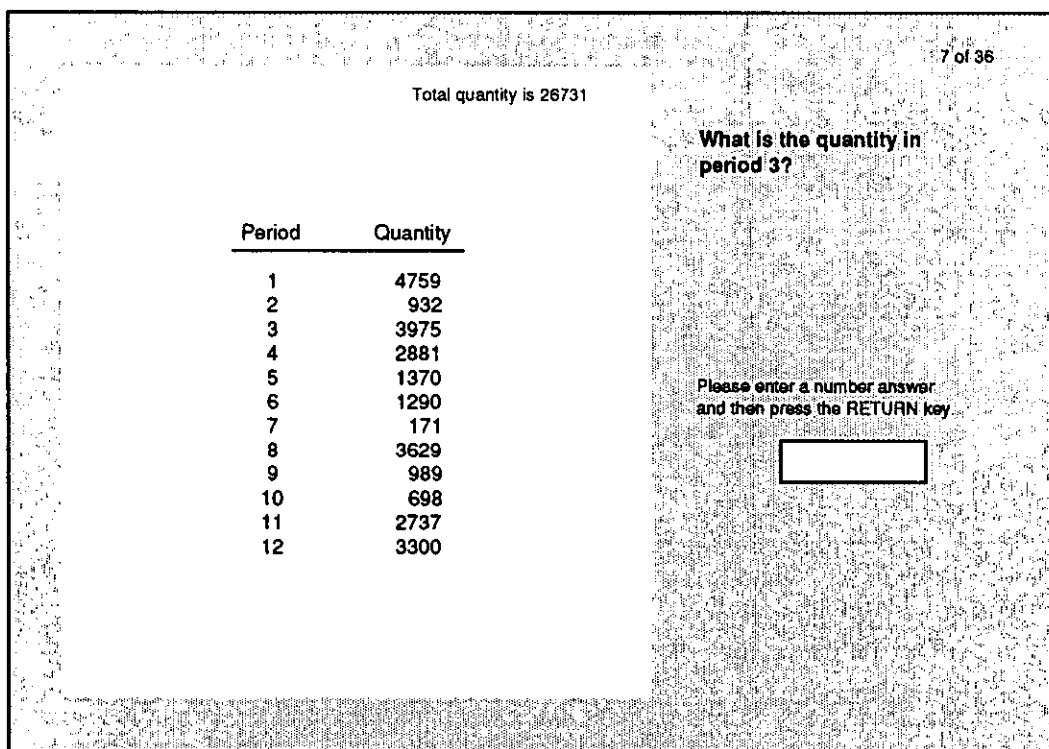 7 of 36
Total quantity is 26731
What is the quantity in
period 3?
Period Quantity
1 4759
2 932
3 3975
4 2881
5 1370
6 1290
7 171
8 3629
9 989
10 698
11 2737
12 3300
Please enter a number answer
and then press the RETURN key